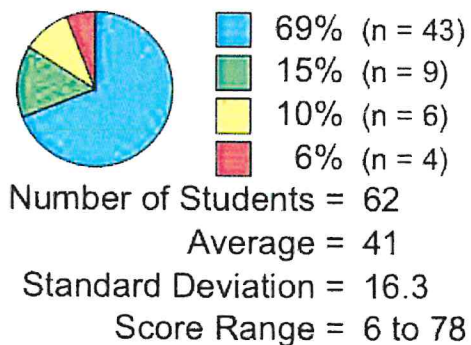 69% (n = 43)
15% (n = 9)
10% (n = 6)
6% (n = 4)
Number of Students = 62
Average = 41
Standard Deviation = 16.3
Score Range = 6 to 78